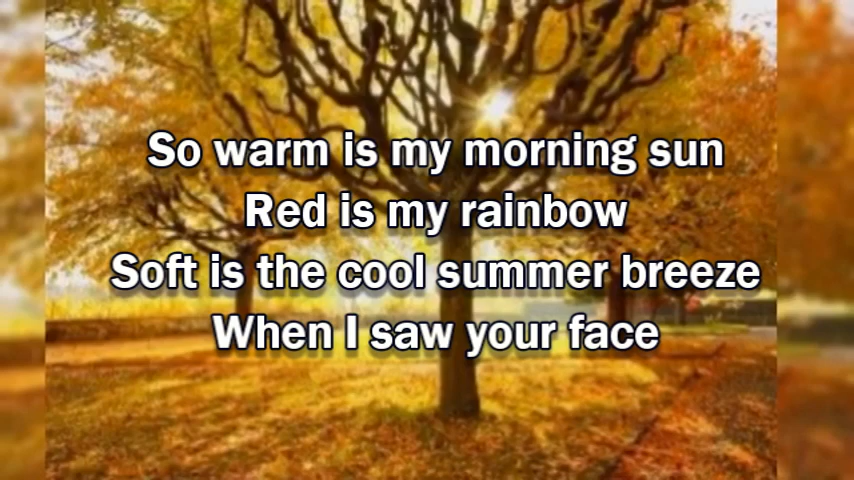 So warm is my morning sun
Red is my rainbow
Soft is the cool summer breeze
When I saw your face